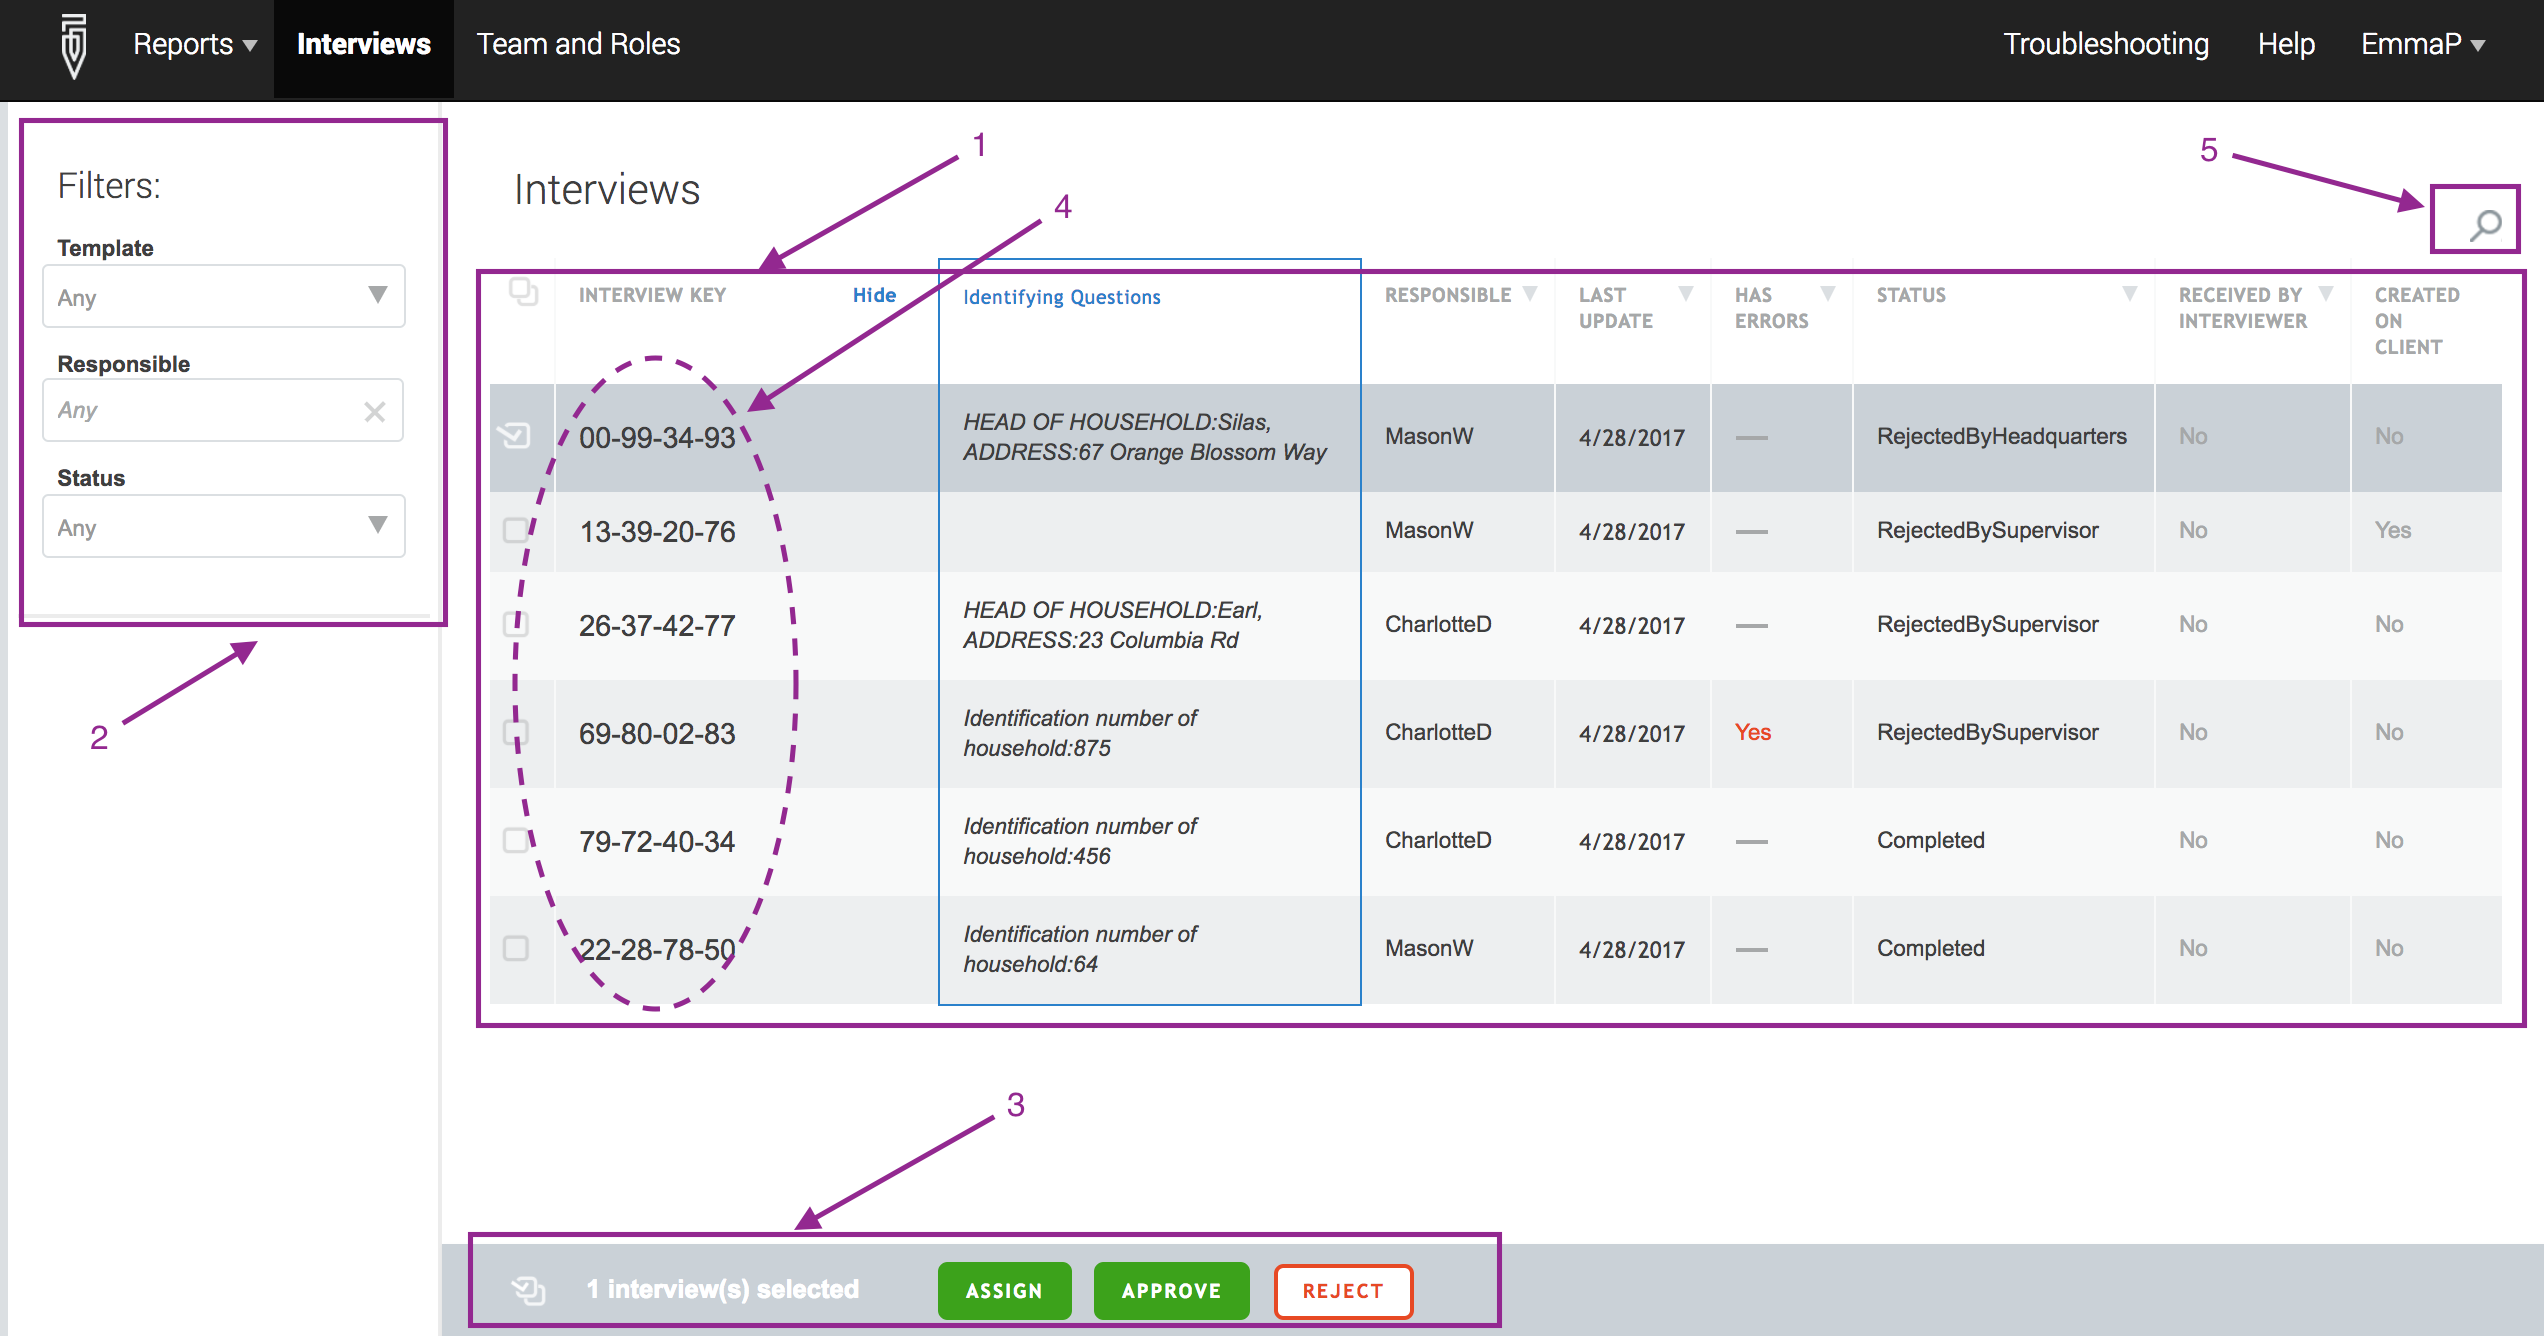 Reports Interviews Team and Roles Troubleshooting Help EmmaP
1
5
Filters:
Interviews
4
Template
Any
Responsible
Any
Status
Any
2
INTERVIEW KEY Hide Identifying Questions RESPONSIBLE LAST UPDATE HAS ERRORS STATUS RECEIVED BY INTERVIEWER CREATED ON CLIENT
00-99-34-93 HEAD OF HOUSEHOLD:Silas, MasonW 4/28/2017 — RejectedByHeadquarters No No
ADDRESS:67 Orange Blossom Way
13-39-20-76 MasonW 4/28/2017 — RejectedBySupervisor No Yes
26-37-42-77 HEAD OF HOUSEHOLD:Earl, CharlotteD 4/28/2017 — RejectedBySupervisor No No
ADDRESS:23 Columbia Rd
69-80-02-83 Identification number of CharlotteD 4/28/2017 Yes RejectedBySupervisor No No
household:875
79-72-40-34 Identification number of CharlotteD 4/28/2017 — Completed No No
household:456
22-28-78-50 Identification number of MasonW 4/28/2017 — Completed No No
household:64
3
1 interview(s) selected ASSIGN APPROVE REJECT